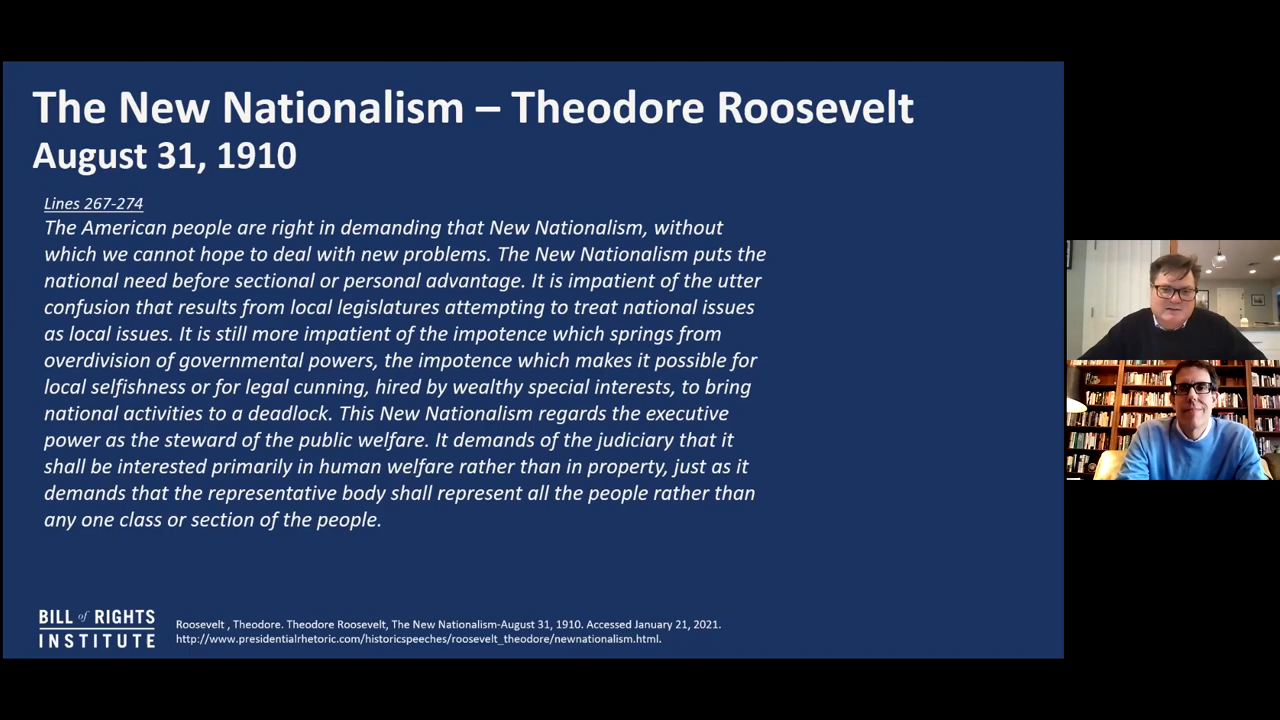 The New Nationalism – Theodore Roosevelt
August 31, 1910
Lines 267-274
The American people are right in demanding that New Nationalism, without
which we cannot hope to deal with new problems. The New Nationalism puts the
national need before sectional or personal advantage. It is impatient of the utter
confusion that results from local legislatures attempting to treat national issues
as local issues. It is still more impatient of the impotence which springs from
overdivision of governmental powers, the impotence which makes it possible for
local selfishness or for legal cunning, hired by wealthy special interests, to bring
national activities to a deadlock. This New Nationalism regards the executive
power as the steward of the public welfare. It demands of the judiciary that it
shall be interested primarily in human welfare rather than in property, just as it
demands that the representative body shall represent all the people rather than
any one class or section of the people.
BILL of RIGHTS
INSTITUTE
Roosevelt , Theodore. Theodore Roosevelt, The New Nationalism-August 31, 1910. Accessed January 21, 2021.
http://www.presidentialrhetoric.com/historicspeeches/roosevelt_theodore/newnationalism.html.